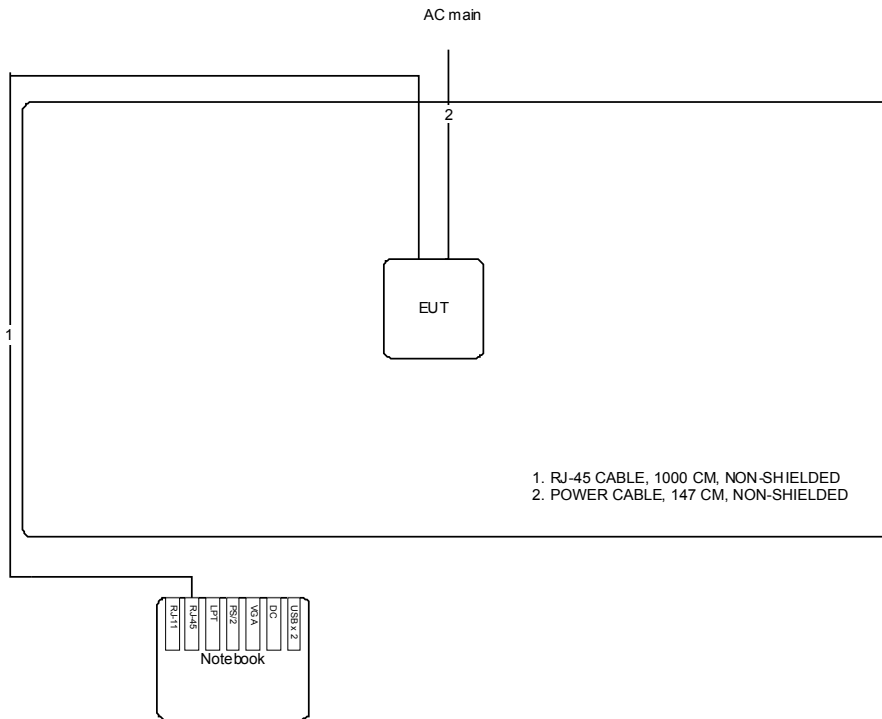 AC main
2
EUT
1
1. RJ-45 CABLE, 1000 CM, NON-SHIELDED
2. POWER CABLE, 147 CM, NON-SHIELDED
RJ-11
RJ-45
LPT
PS/2
VGA
DC
USB x 2
Notebook